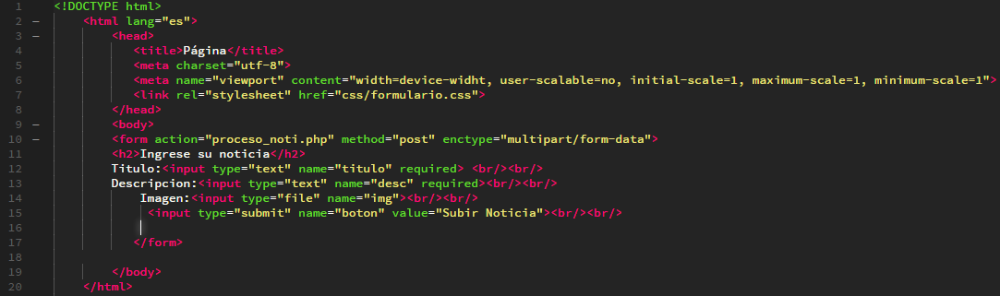 1 <!DOCTYPE html>
2 – <html lang="es">
3 – <head>
4 <title>Página</title>
5 <meta charset="utf-8">
6 <meta name="viewport" content="width=device-widht, user-scalable=no, initial-scale=1, maximum-scale=1, minimum-scale=1">
7 <link rel="stylesheet" href="css/formulario.css">
8 </head>
9 – <body>
10 – <form action="proceso_noti.php" method="post" enctype="multipart/form-data">
11 <h2>Ingrese su noticia</h2>
12 Titulo:<input type="text" name="titulo" required> <br/><br/>
13 Descripcion:<input type="text" name="desc" required><br/><br/>
14 Imagen:<input type="file" name="img"><br/><br/>
15 <input type="submit" name="boton" value="Subir Noticia"><br/><br/>
16
17 </form>
18
19 </body>
20 </html>